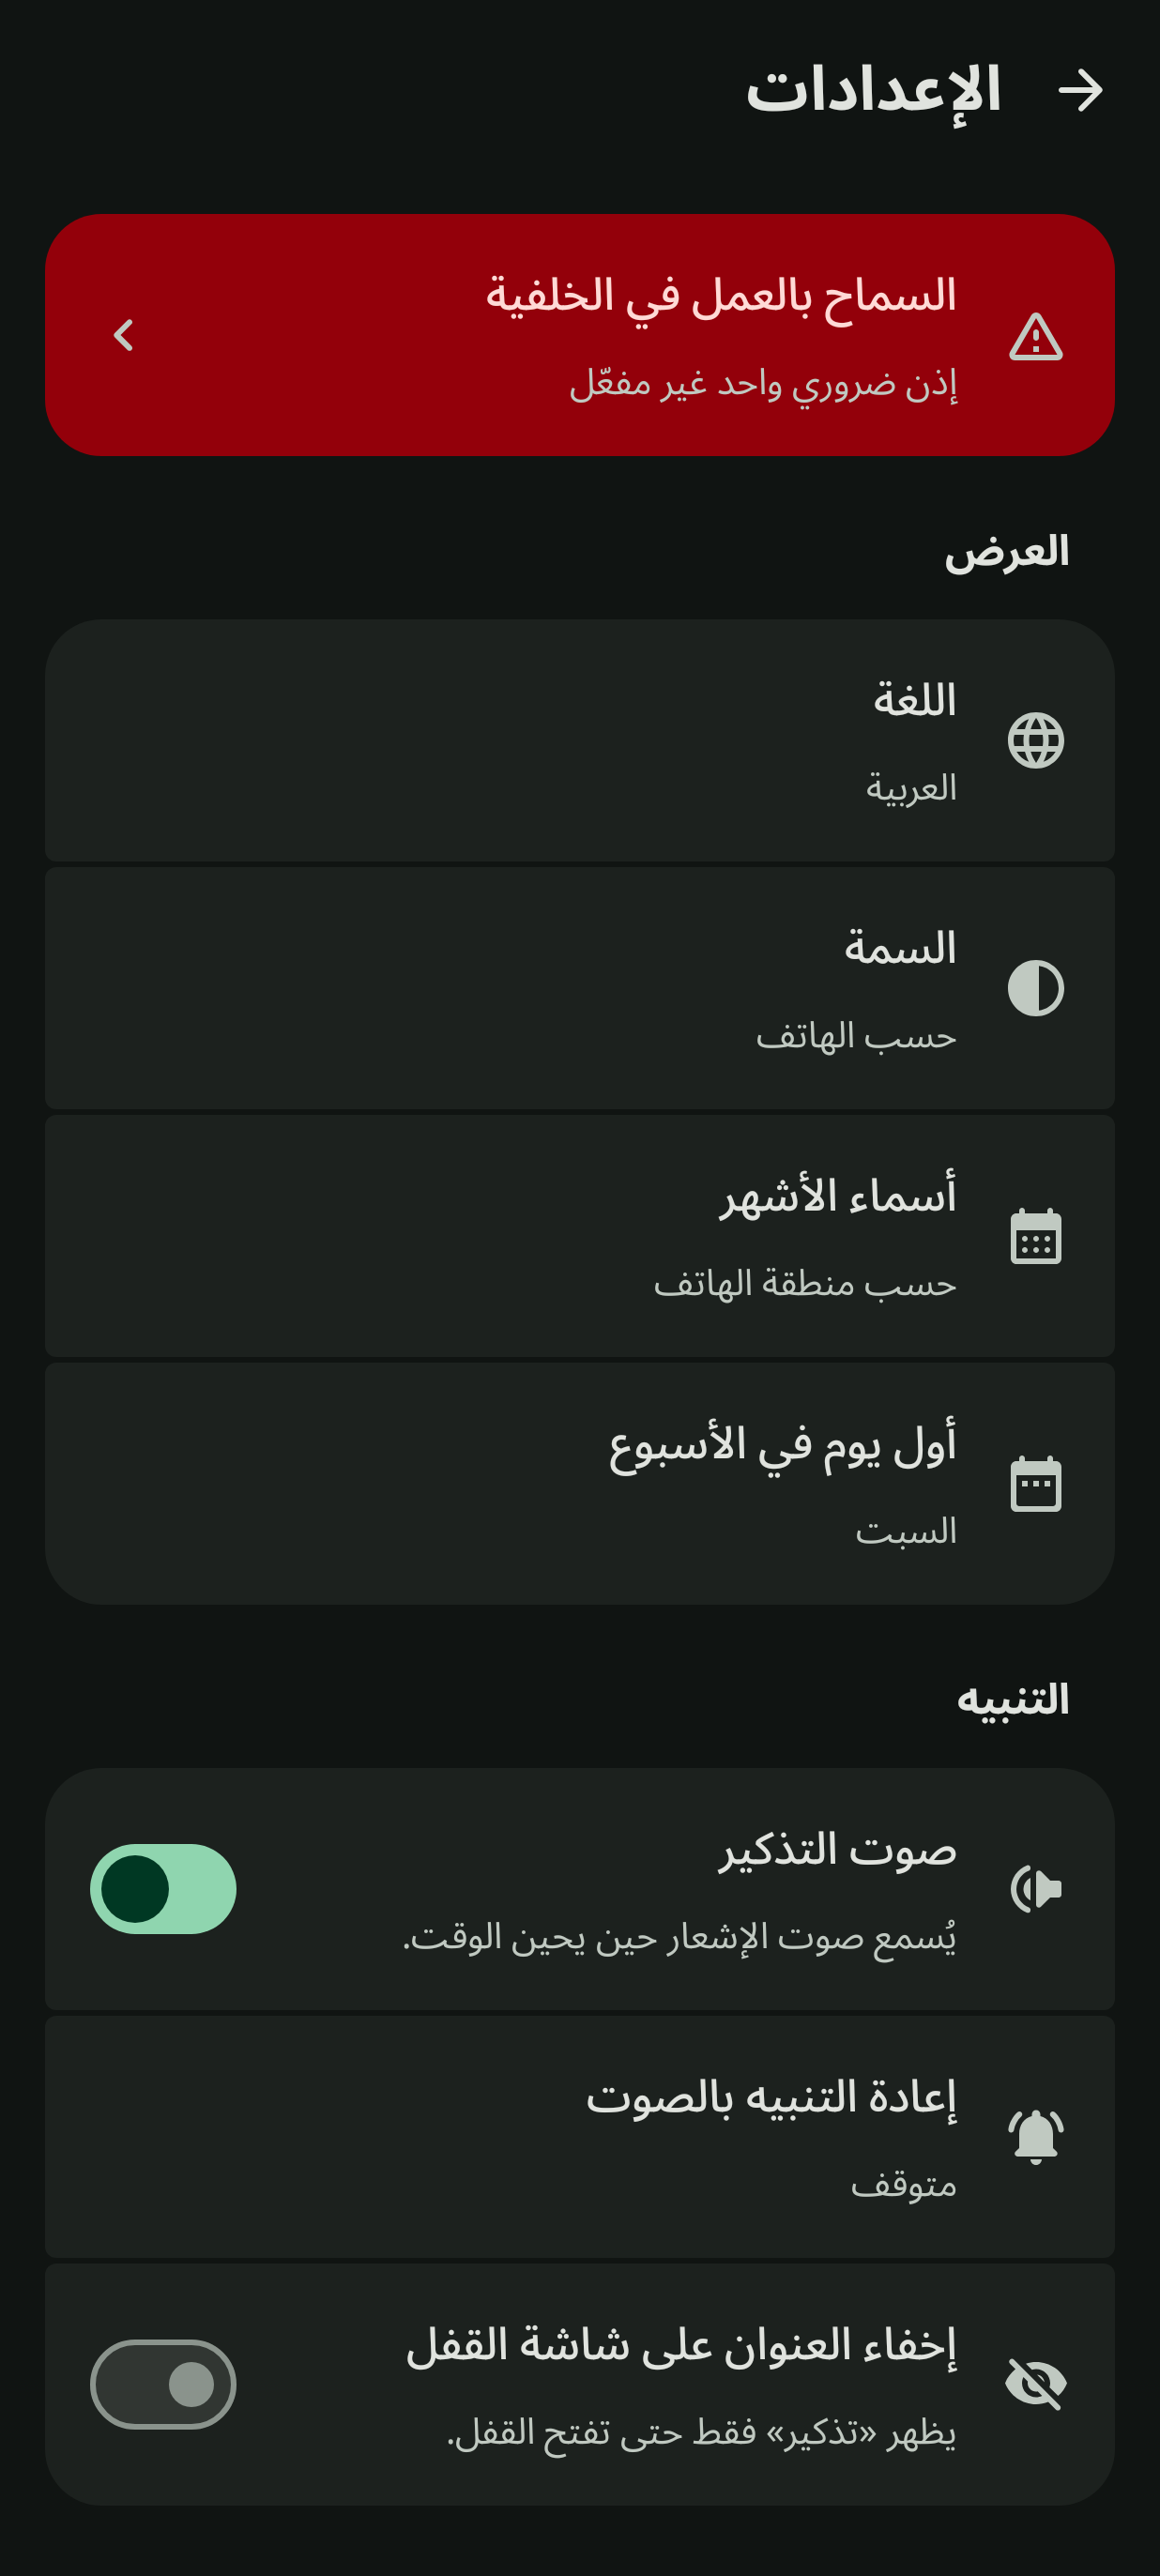 الإعدادات
السماح بالعمل في الخلفية
إذن ضروري واحد غير مفعّل
العرض
اللغة
العربية
السمة
حسب الهاتف
أسماء الأشهر
حسب منطقة الهاتف
أول يوم في الأسبوع
السبت
التنبيه
صوت التذكير
يُسمع صوت الإشعار حين يحين الوقت.
إعادة التنبيه بالصوت
متوقف
إخفاء العنوان على شاشة القفل
يظهر «تذكير» فقط حتى تفتح القفل.